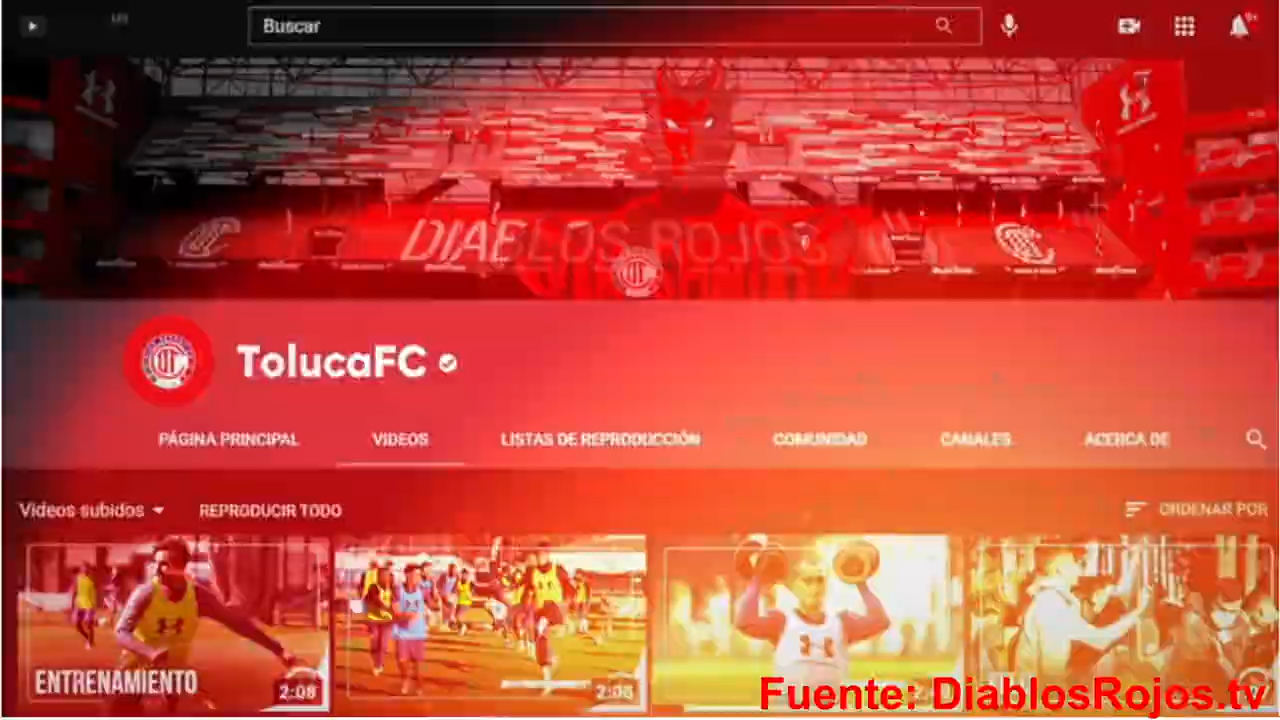 Buscar
DIABLOS ROJOS
TolucaFC
PÁGINA PRINCIPAL VIDEOS LISTAS DE REPRODUCCIÓN COMUNIDAD CANALES ACERCA DE
Videos subidos REPRODUCIR TODO ORDENAR POR
ENTRENAMIENTO
2:08 2:08
Fuente: DiablosRojos.tv